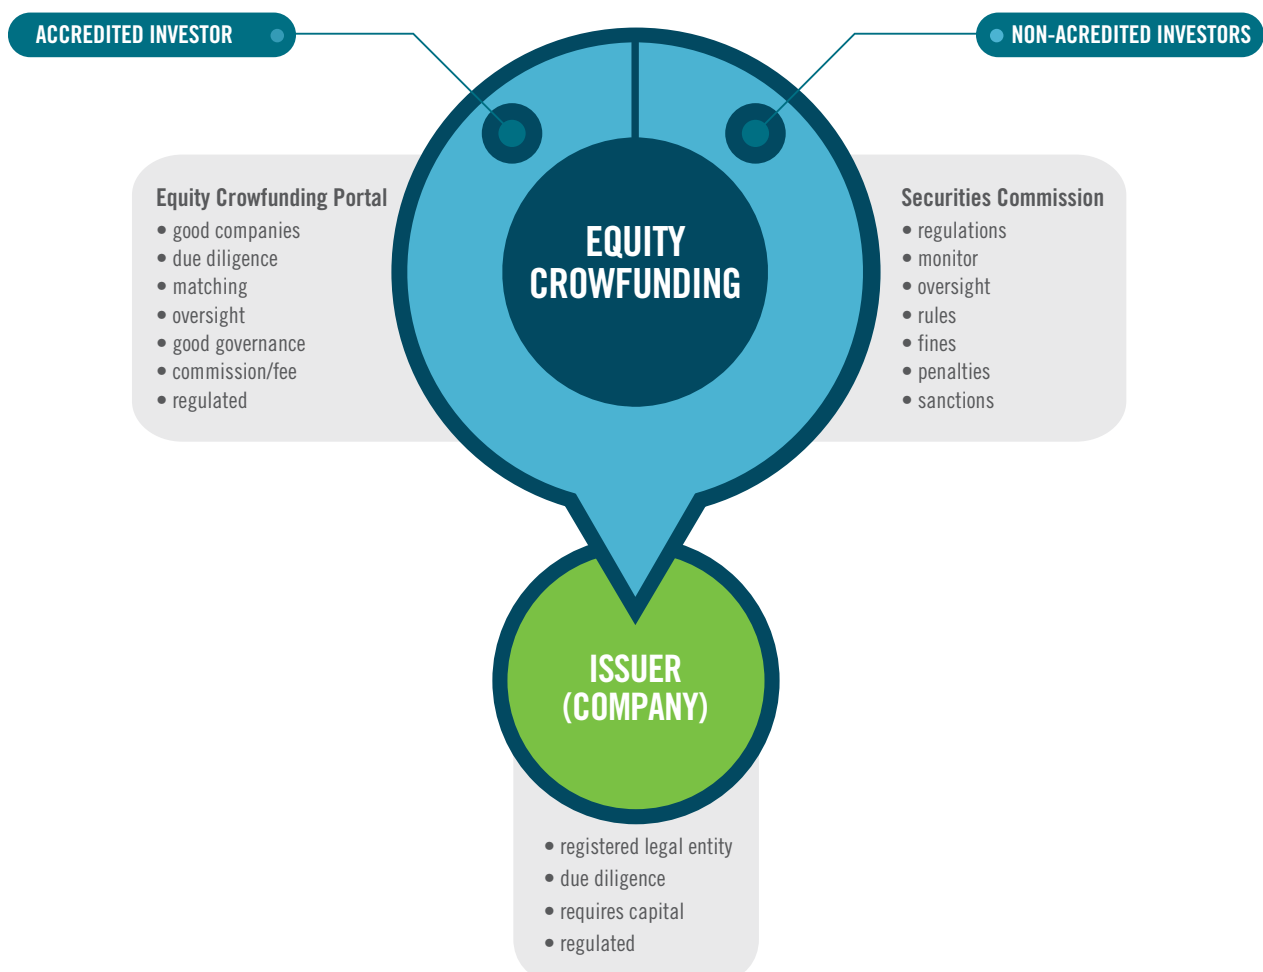 ACCREDITED INVESTOR
NON-ACREDITED INVESTORS
Equity Crowfunding Portal
• good companies
• due diligence
• matching
• oversight
• good governance
• commission/fee
• regulated
EQUITY
CROWFUNDING
Securities Commission
• regulations
• monitor
• oversight
• rules
• fines
• penalties
• sanctions
ISSUER
(COMPANY)
• registered legal entity
• due diligence
• requires capital
• regulated